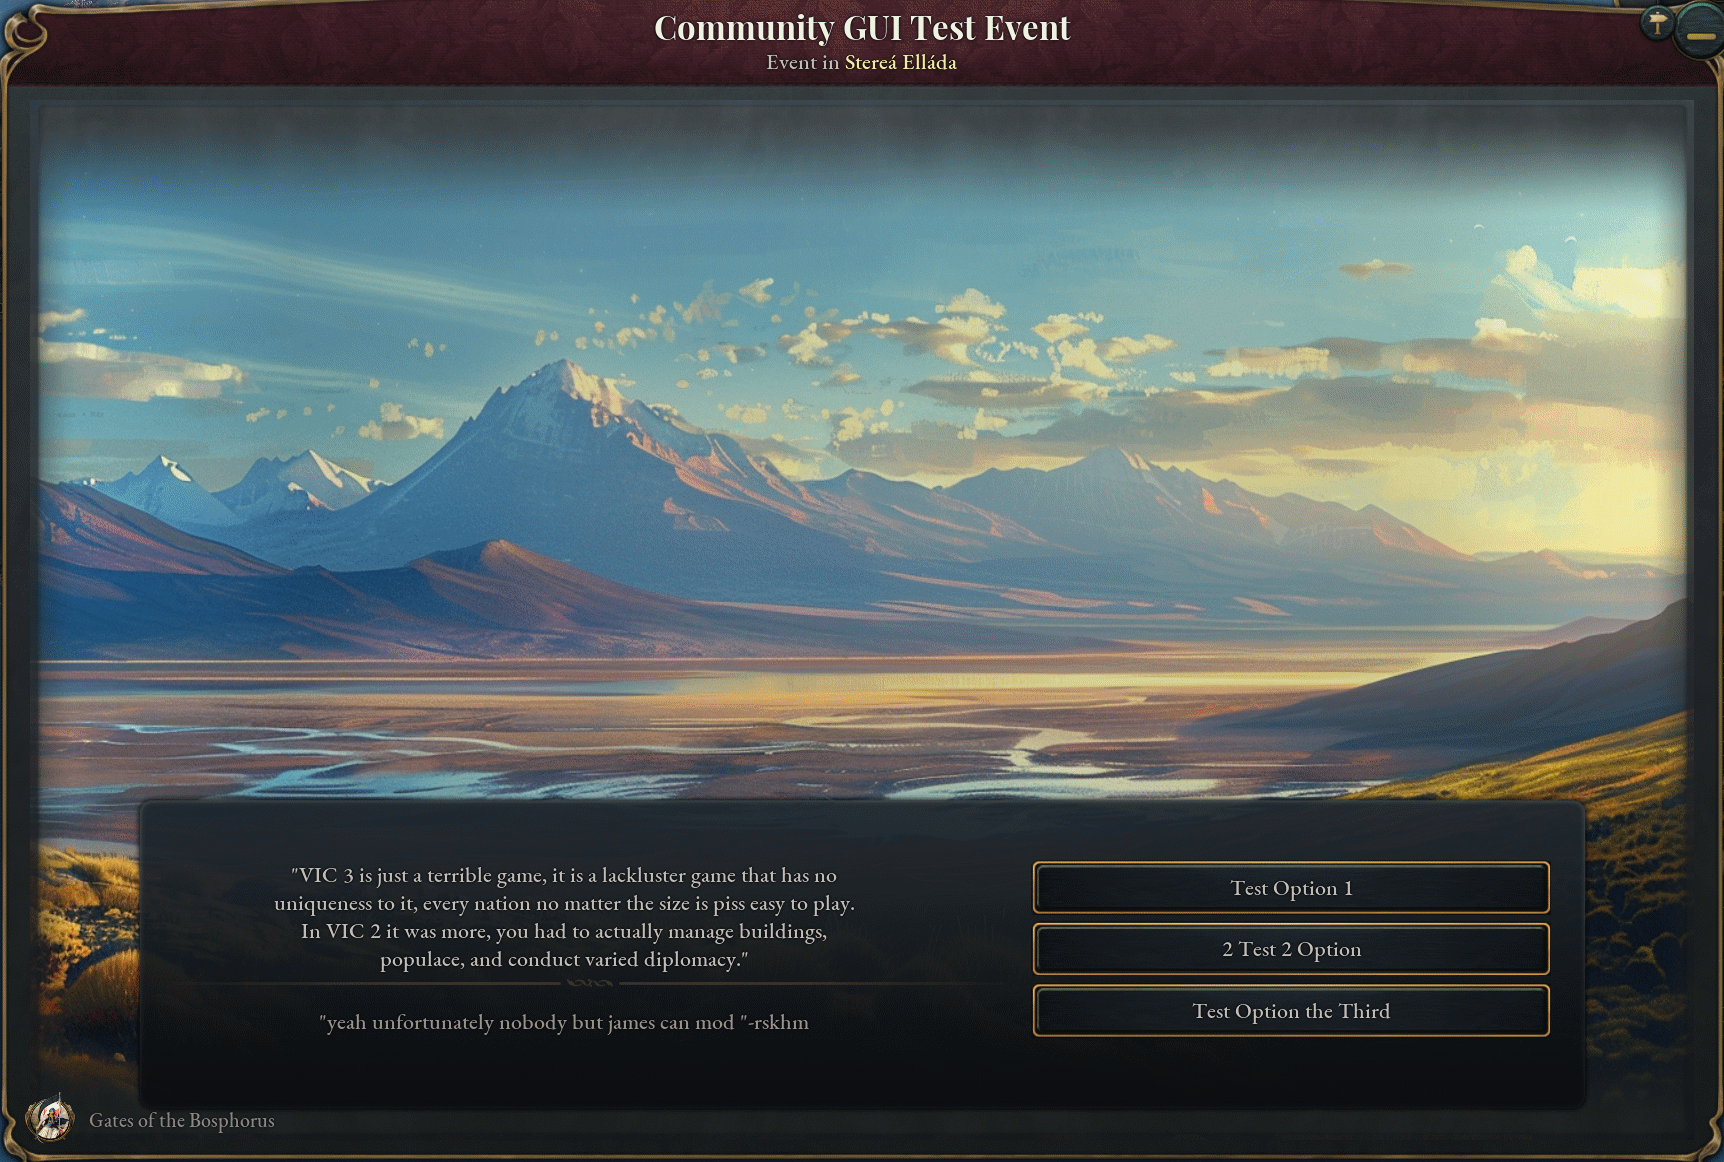 Community GUI Test Event
Event in Stereá Elláda
"VIC 3 is just a terrible game, it is a lackluster game that has no
uniqueness to it, every nation no matter the size is piss easy to play.
In VIC 2 it was more, you had to actually manage buildings,
populace, and conduct varied diplomacy."
"yeah unfortunately nobody but james can mod "-rskhm
Test Option 1
2 Test 2 Option
Test Option the Third
Gates of the Bosphorus